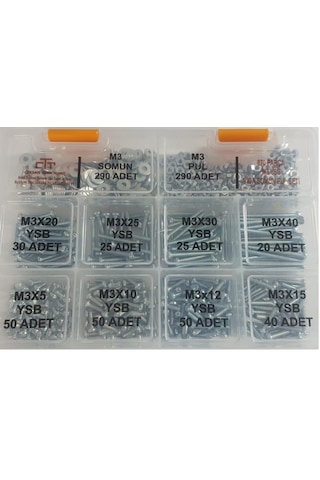 M3
SOMUN
290 ADET
M3
PUL
290 ADET
M3X20
YSB
30 ADET
M3X25
YSB
25 ADET
M3X30
YSB
25 ADET
M3X40
YSB
20 ADET
M3X5
YSB
50 ADET
M3X10
YSB
50 ADET
M3x12
YSB
50 ADET
M3X15
YSB
40 ADET